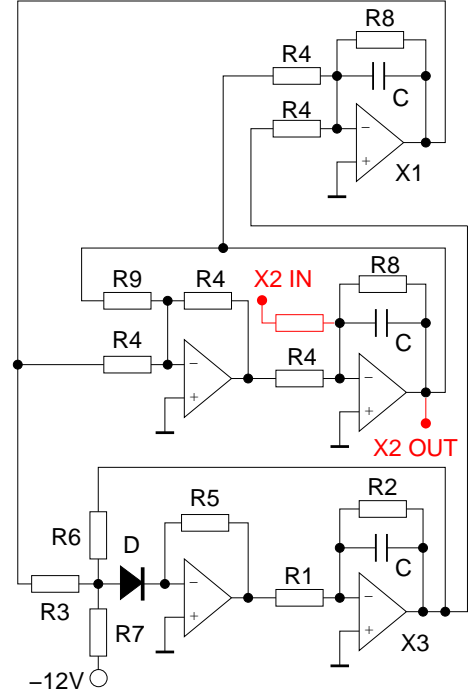 R8
R4
C
R4
−
+
X1
R9
R4
X2 IN
R8
R4
C
−
+
R4
−
+
X2 OUT
R6
D
R5
R2
R1
C
R3
−
+
−
+
R7
X3
−12V